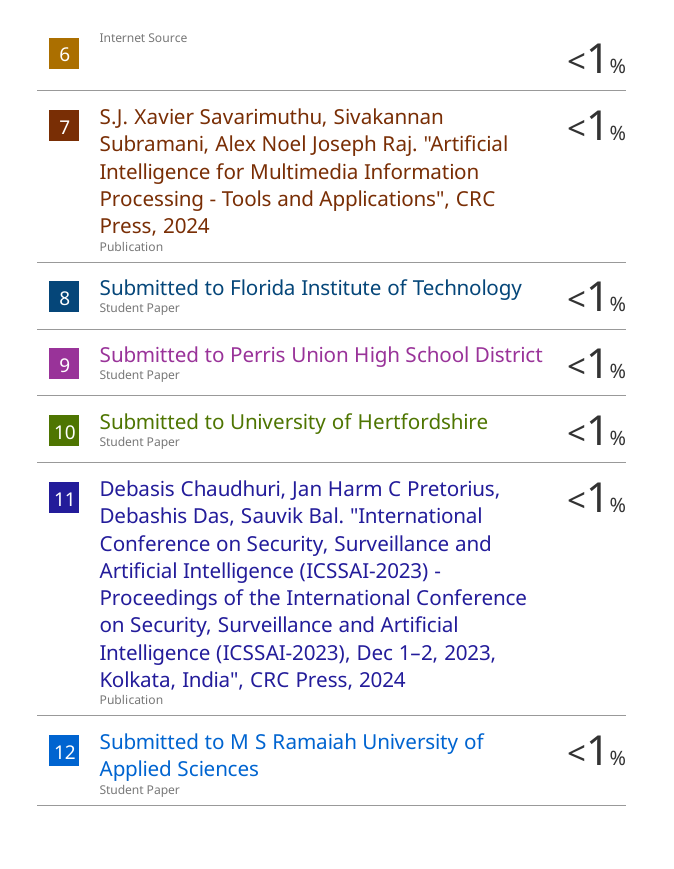 6
Internet Source
<1%
7
S.J. Xavier Savarimuthu, Sivakannan
Subramani, Alex Noel Joseph Raj. "Artificial
Intelligence for Multimedia Information
Processing - Tools and Applications", CRC
Press, 2024
Publication
<1%
8
Submitted to Florida Institute of Technology
Student Paper
<1%
9
Submitted to Perris Union High School District
Student Paper
<1%
10
Submitted to University of Hertfordshire
Student Paper
<1%
11
Debasis Chaudhuri, Jan Harm C Pretorius,
Debashis Das, Sauvik Bal. "International
Conference on Security, Surveillance and
Artificial Intelligence (ICSSAI-2023) -
Proceedings of the International Conference
on Security, Surveillance and Artificial
Intelligence (ICSSAI-2023), Dec 1–2, 2023,
Kolkata, India", CRC Press, 2024
Publication
<1%
12
Submitted to M S Ramaiah University of
Applied Sciences
Student Paper
<1%